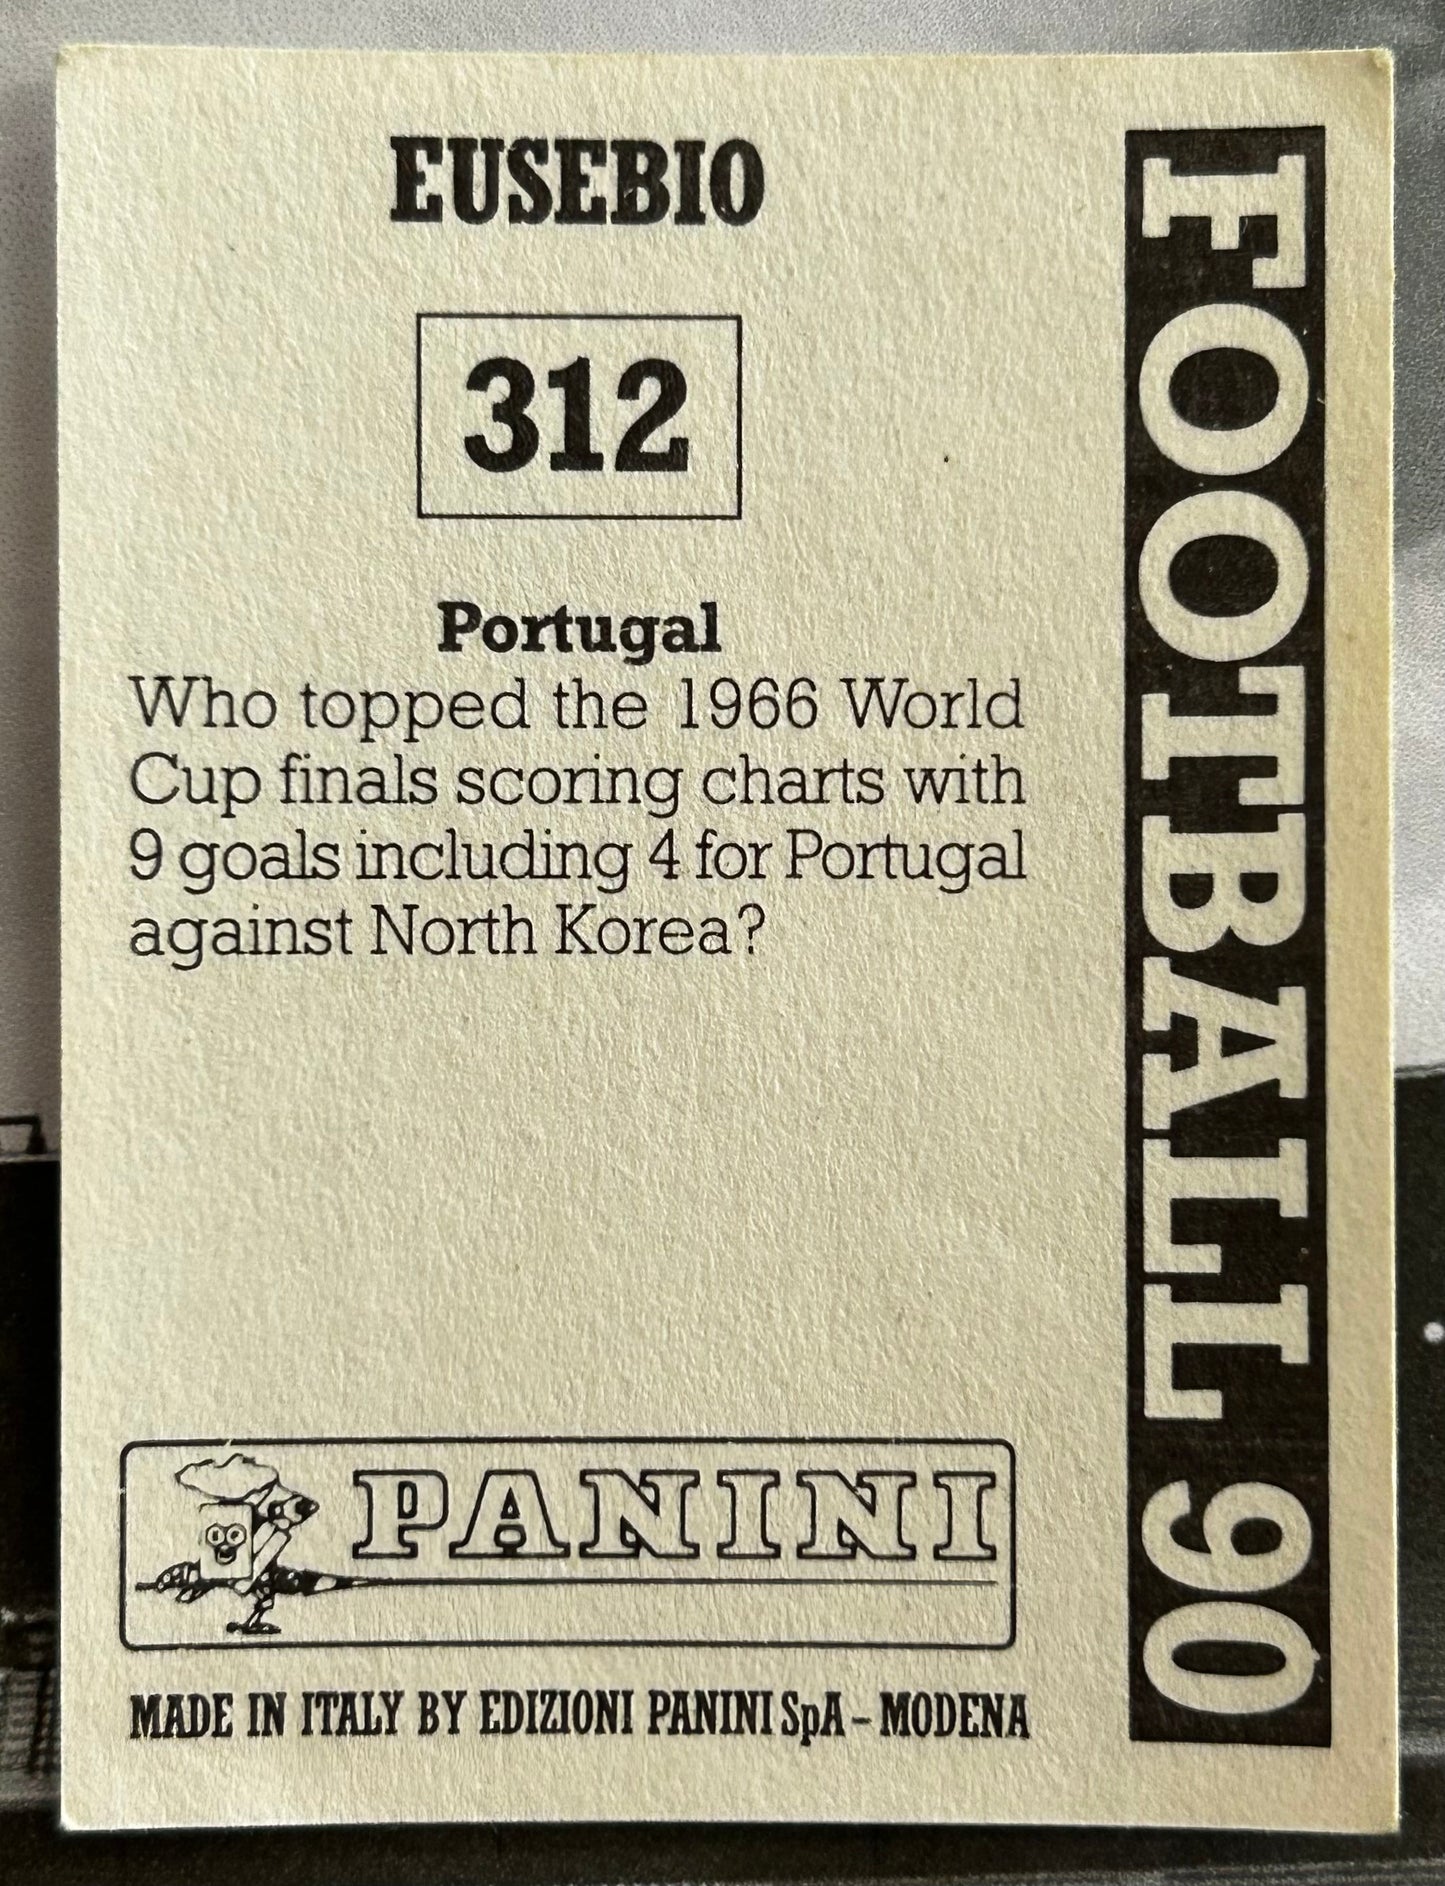 EUSEBIO
312
Portugal
Who topped the 1966 World
Cup finals scoring charts with
9 goals including 4 for Portugal
against North Korea?
PANINI
MADE IN ITALY BY EDIZIONI PANINI SpA – MODENA
FOOTBALL 90